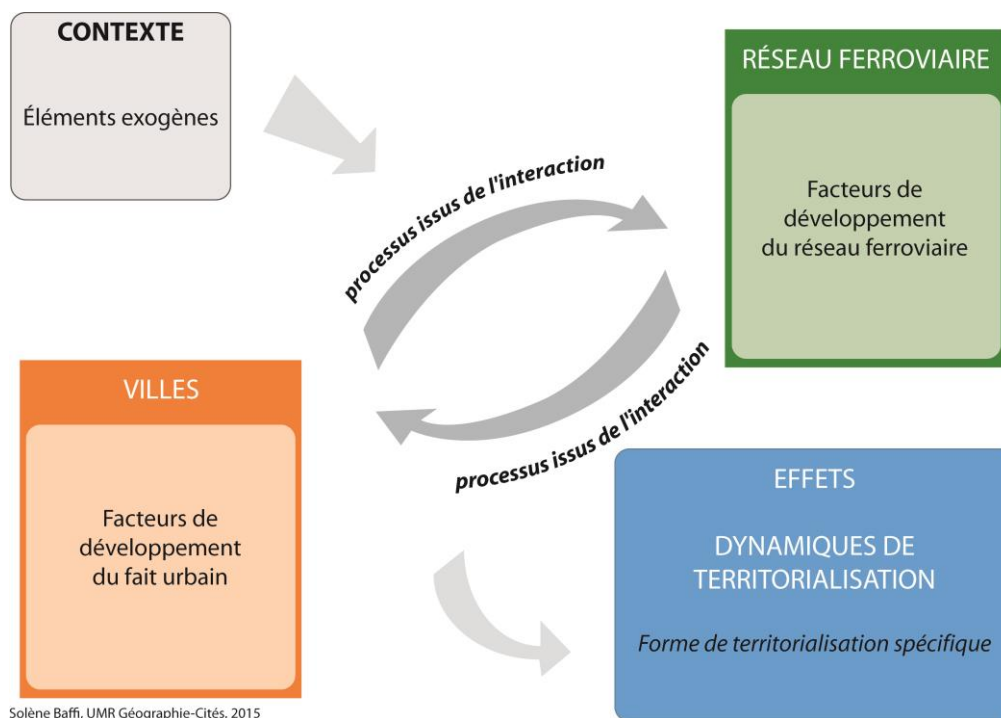 CONTEXTE
Éléments exogènes
RÉSEAU FERROVIAIRE
Facteurs de
développement
du réseau ferroviaire
processus issus de l'interaction
processus issus de l'interaction
VILLES
Facteurs de
développement
du fait urbain
EFFETS
DYNAMIQUES DE
TERRITORIALISATION
Forme de territorialisation spécifique
Solène Baffi, UMR Géographie-Cités, 2015